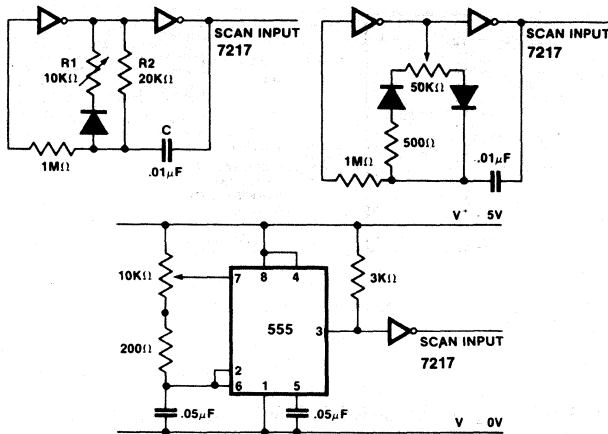 SCAN INPUT
7217
R1
10KΩ
R2
20KΩ
C
1MΩ
.01μF
SCAN INPUT
7217
50KΩ
500Ω
1MΩ
.01μF
V+ 5V
10KΩ
7
8
4
3KΩ
555
3
200Ω
2
6
1
5
SCAN INPUT
7217
.05μF
.05μF
V 0V